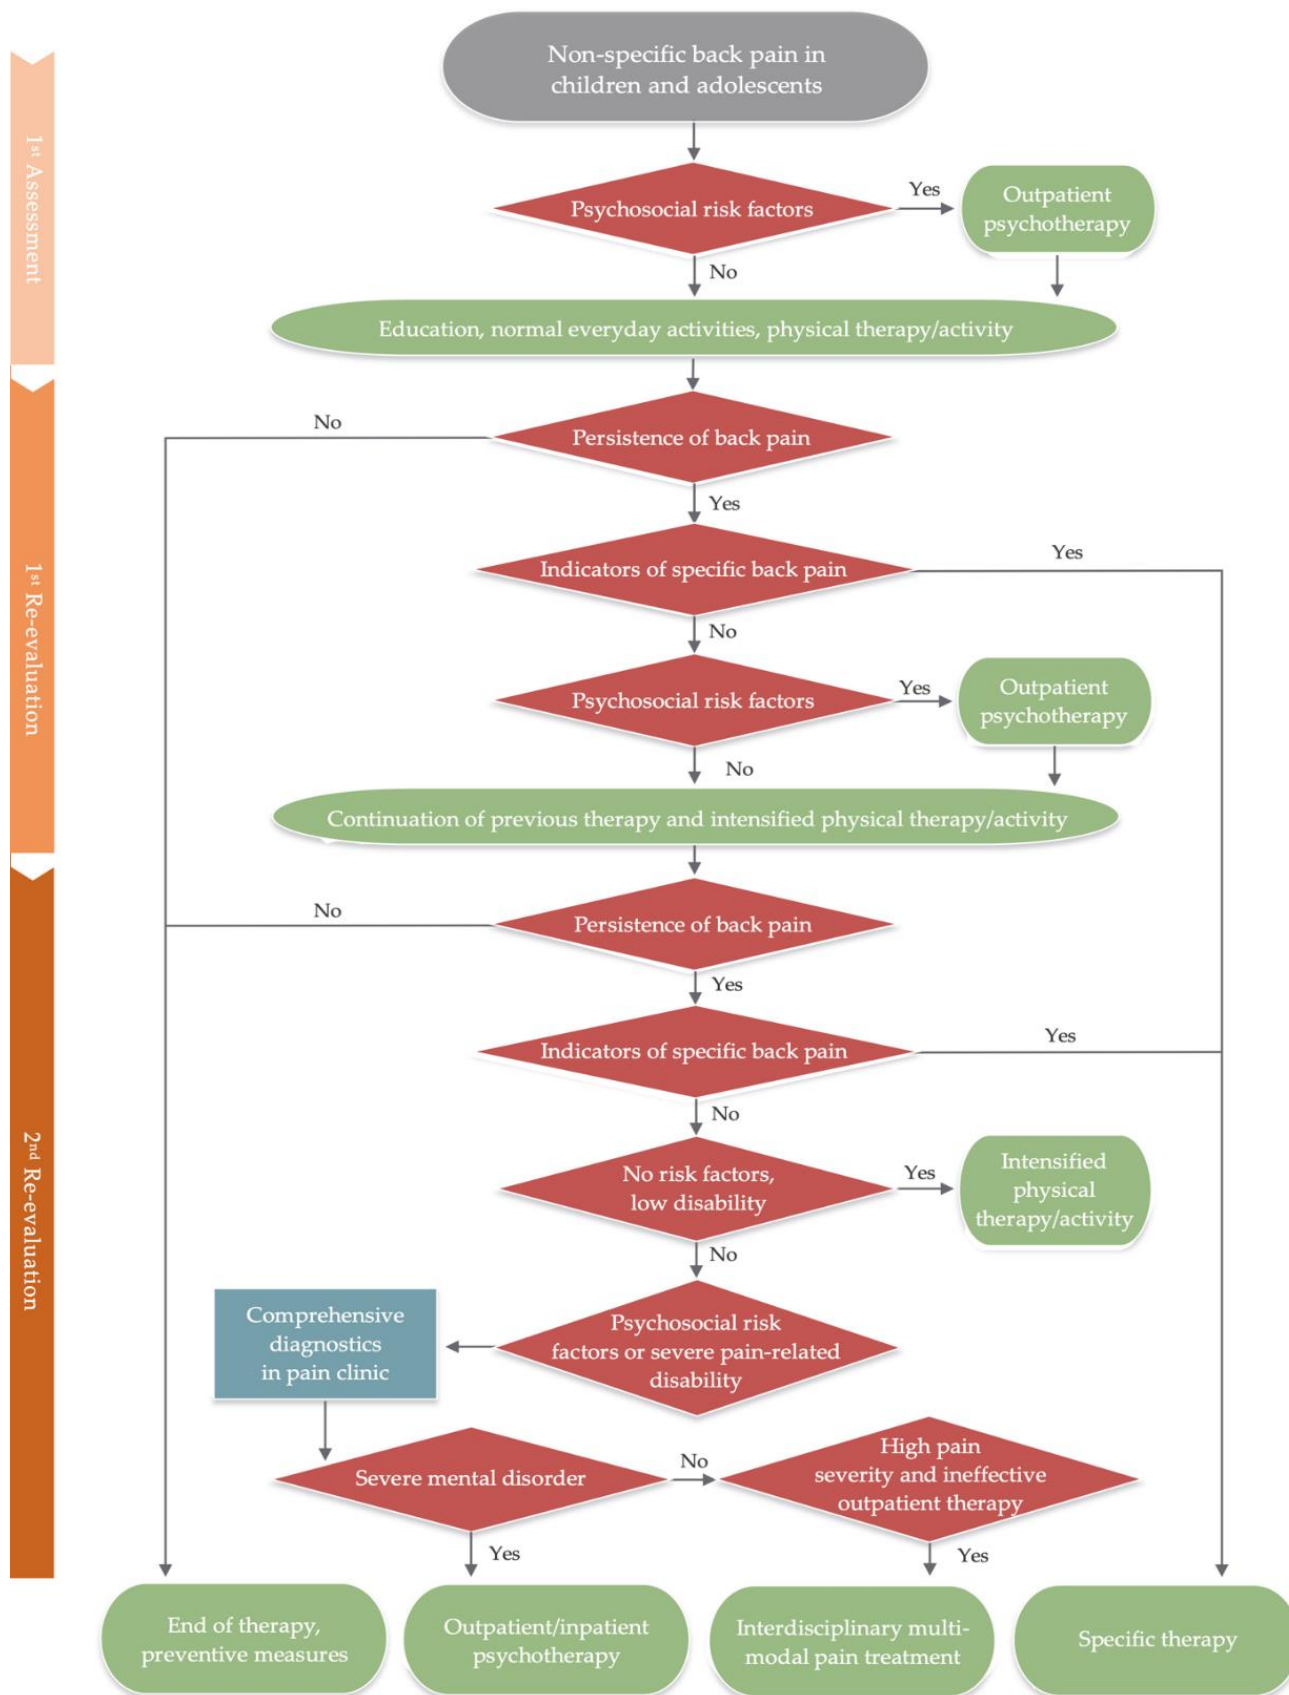 1st Assessment
Non-specific back pain in
children and adolescents
Psychosocial risk factors
Yes
Outpatient
psychotherapy
No
Education, normal everyday activities, physical therapy/activity
1st Re-evaluation
Persistence of back pain
No
Yes
Indicators of specific back pain
Yes
No
Psychosocial risk factors
Yes
Outpatient
psychotherapy
No
Continuation of previous therapy and intensified physical therapy/activity
2nd Re-evaluation
Persistence of back pain
No
Yes
Indicators of specific back pain
Yes
No
No risk factors,
low disability
Yes
Intensified
physical
therapy/activity
No
Psychosocial risk
factors or severe pain-related
disability
Comprehensive
diagnostics
in pain clinic
Severe mental disorder
No
High pain
severity and ineffective
outpatient therapy
Yes
Yes
End of therapy,
preventive measures
Outpatient/inpatient
psychotherapy
Interdisciplinary multi-
modal pain treatment
Specific therapy